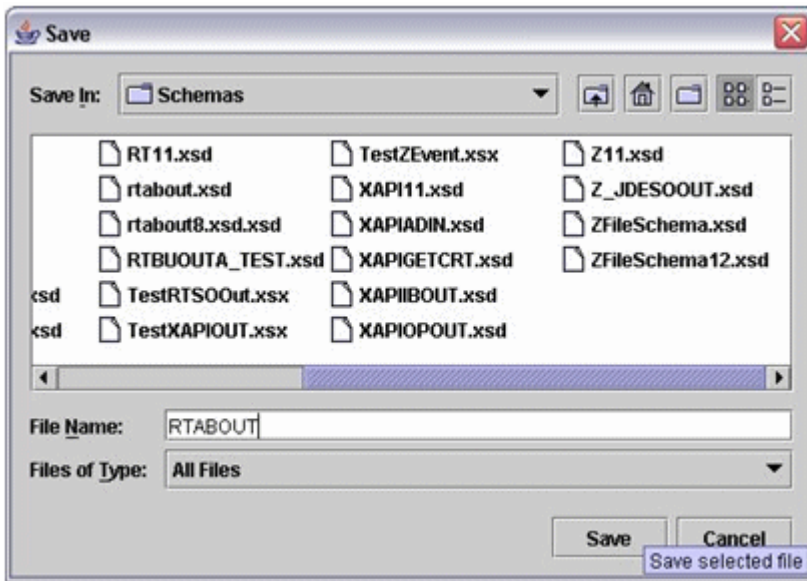 Save
Save In: Schemas
RT11.xsd TestZEvent.xsx Z11.xsd
rtabout.xsd XAPI11.xsd Z_JDESOOUT.xsd
rtabout8.xsd.xsd XAPIADIN.xsd ZFileSchema.xsd
RTBUOUTA_TEST.xsd XAPIGETCRT.xsd ZFileSchema12.xsd
xsd TestRTSOOut.xsx XAPIIBOUT.xsd
xsd TestXAPIOUT.xsx XAPIOPOUT.xsd
File Name: RTABOUT
Files of Type: All Files
Save Cancel
Save selected file